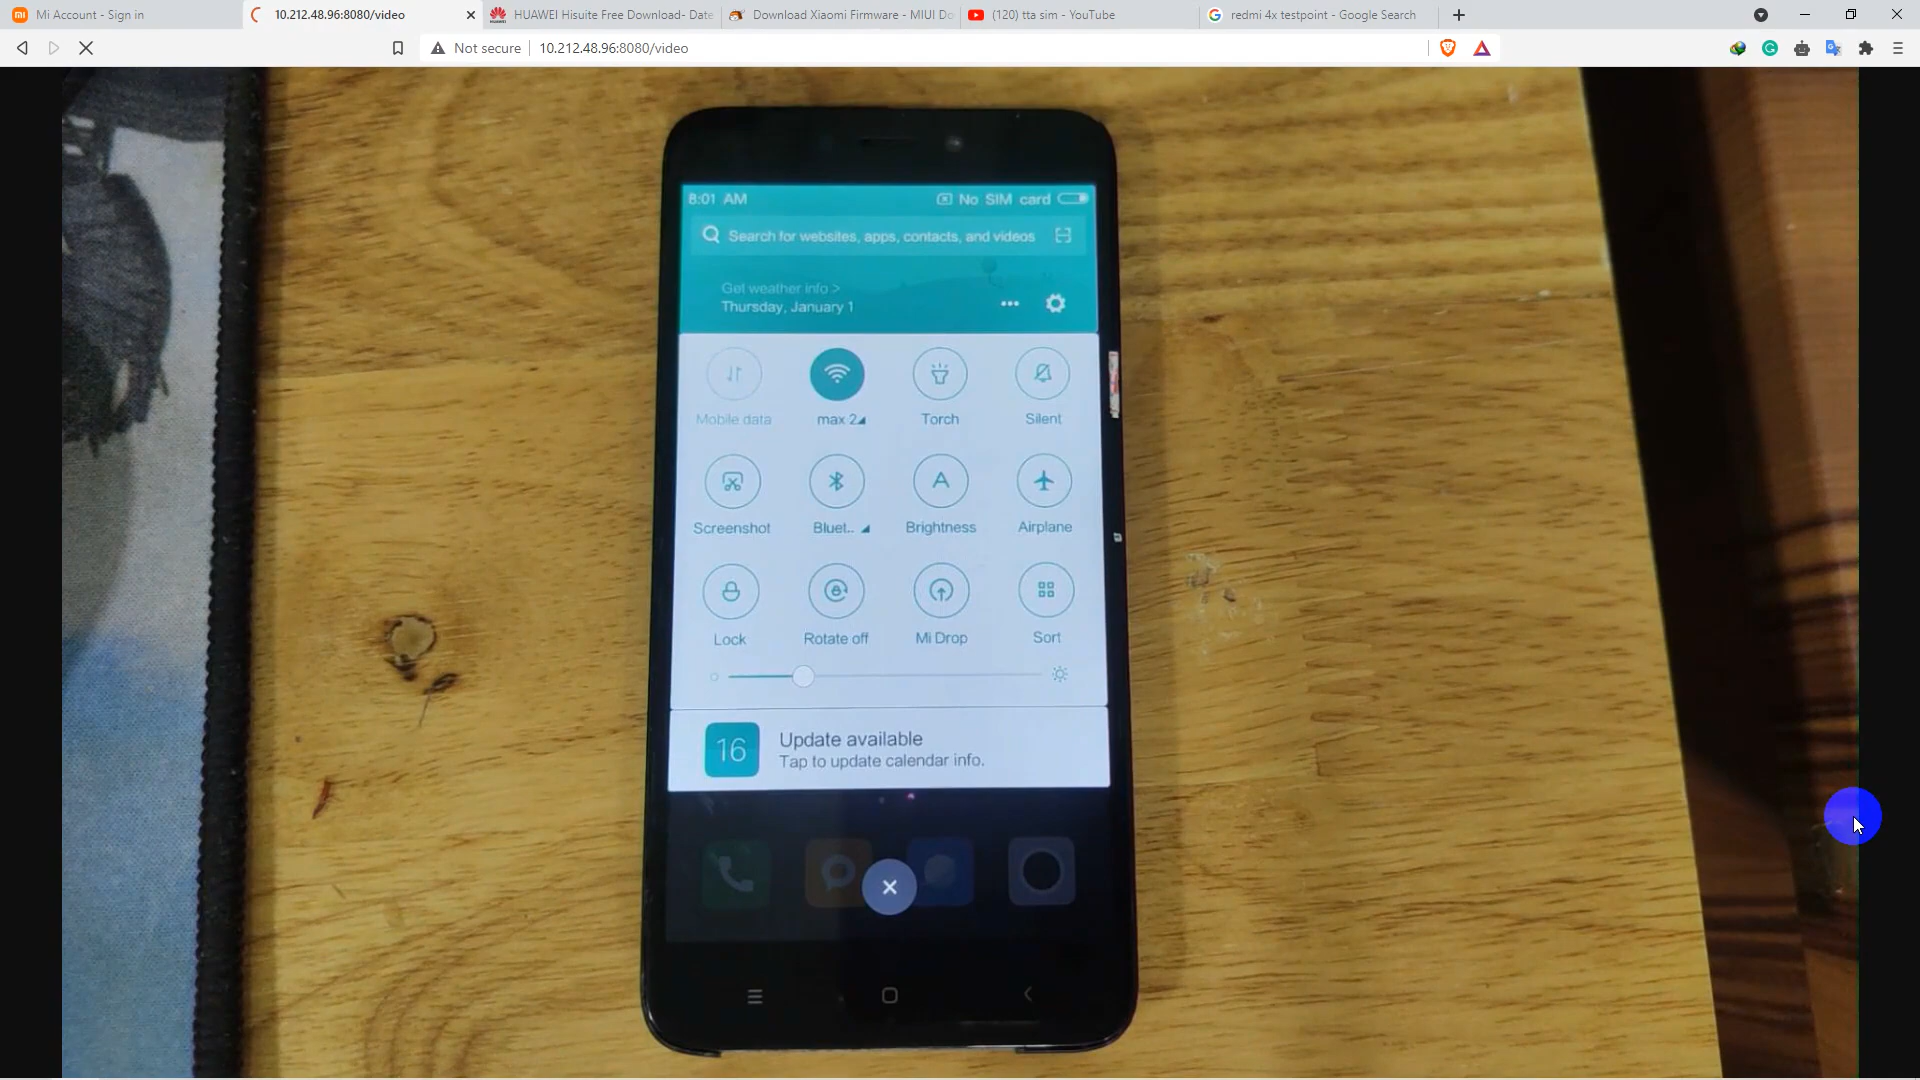 Mi Account - Sign in
10.212.48.96:8080/video
HUAWEI Hisuite Free Download- Date
Download Xiaomi Firmware - MIUI Do
(120) tta sim - YouTube
redmi 4x testpoint - Google Search
Not secure
10.212.48.96:8080/video
8:01 AM
No SIM card
Search for websites, apps, contacts, and videos
Get weather info >
Thursday, January 1
Mobile data
max 2
Torch
Silent
Screenshot
Bluet..
Brightness
Airplane
Lock
Rotate off
Mi Drop
Sort
16
Update available
Tap to update calendar info.